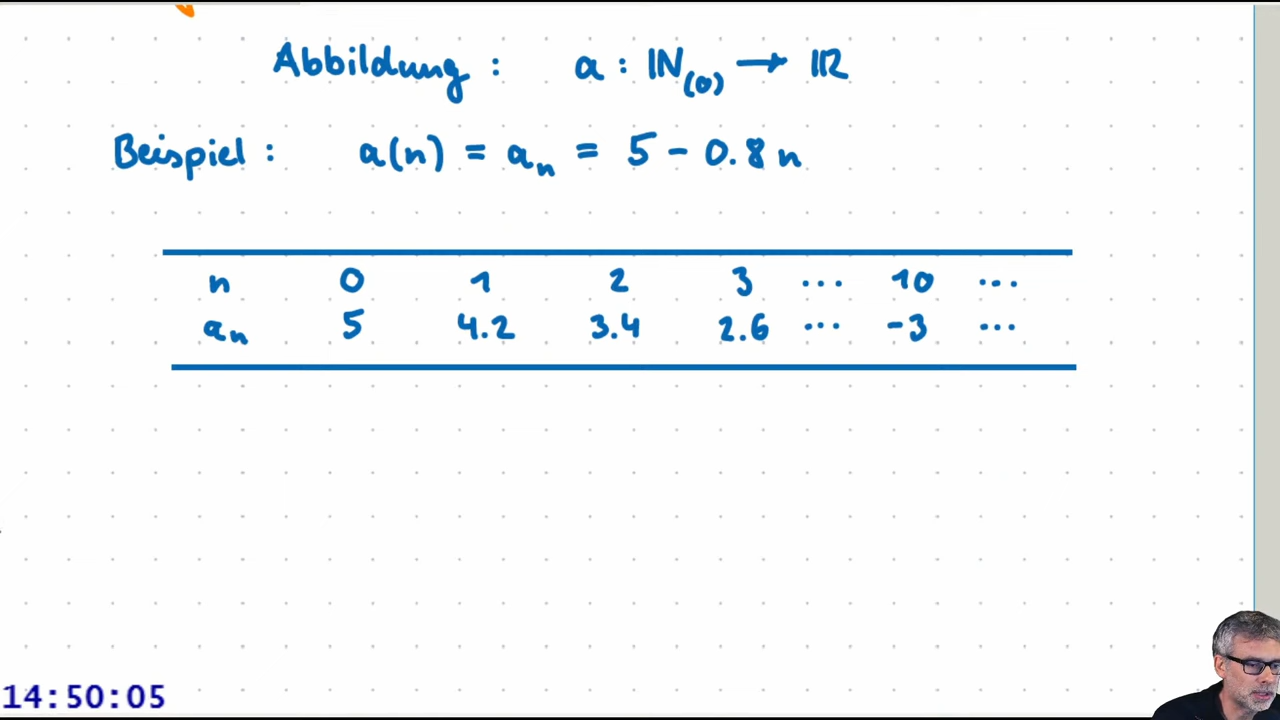 Abbildung : a : ℕ(0) → ℝ
Beispiel : a(n) = aₙ = 5 - 0.8n
n 0 1 2 3 ... 10 ...
aₙ 5 4.2 3.4 2.6 ... -3 ...
14:50:05